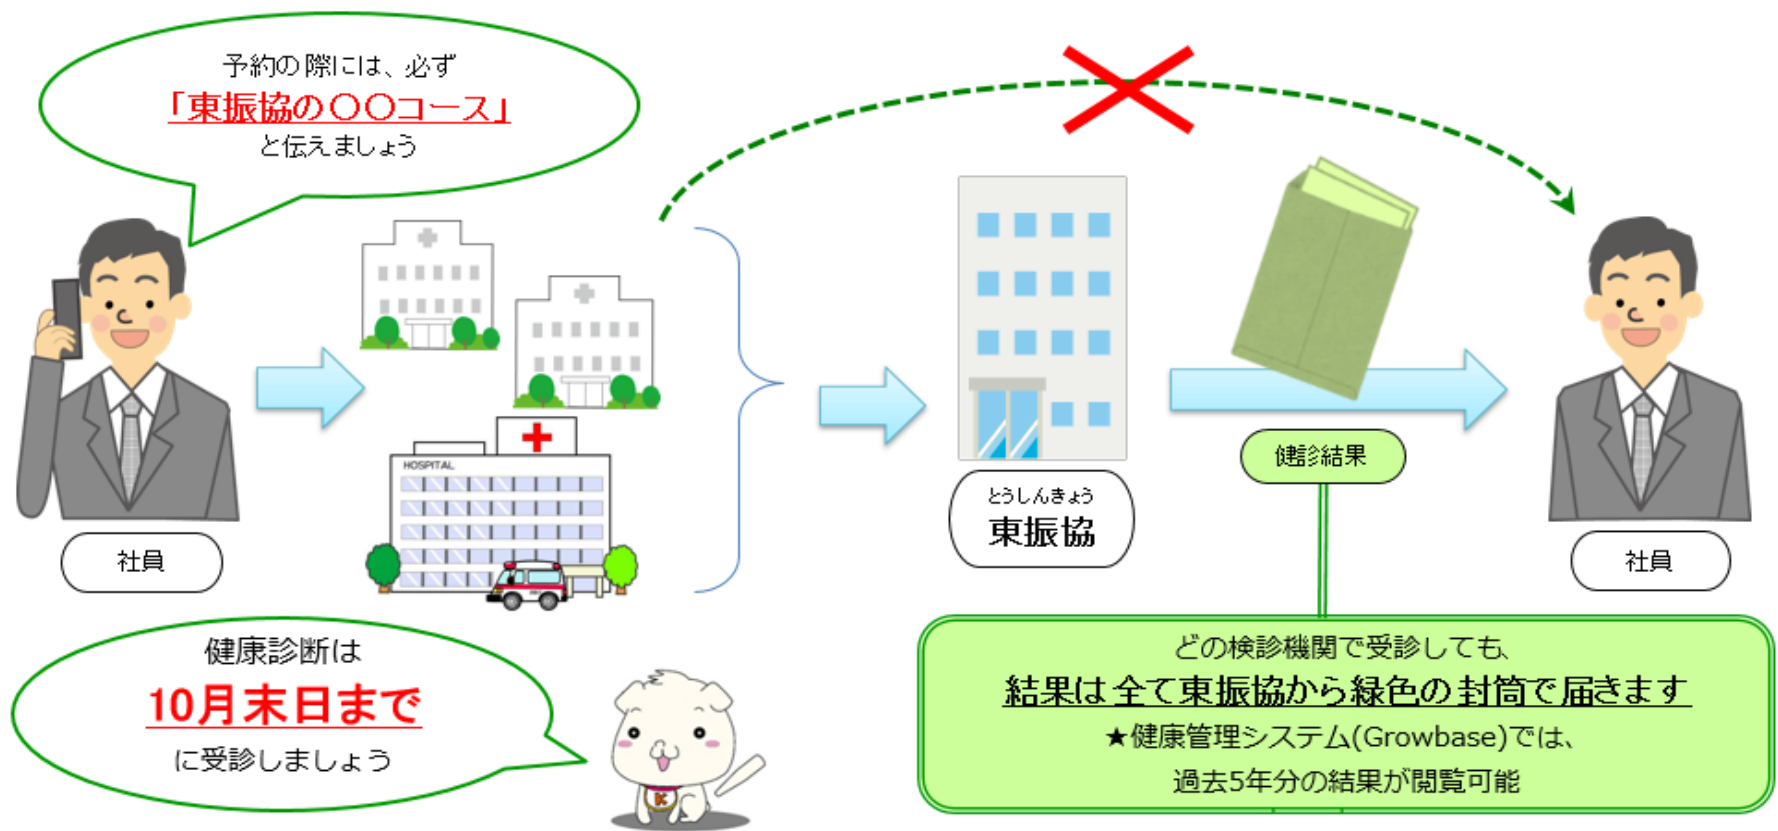 予約の際には、必ず
「東振協の〇〇コース」
と伝えましょう
社員
HOSPITAL
とうしんきょう
東振協
健診結果
社員
健康診断は
10月末日まで
に受診しましょう
K
どの検診機関で受診しても、
結果は全て東振協から緑色の封筒で届きます
★健康管理システム(Growbase)では、
過去5年分の結果が閲覧可能